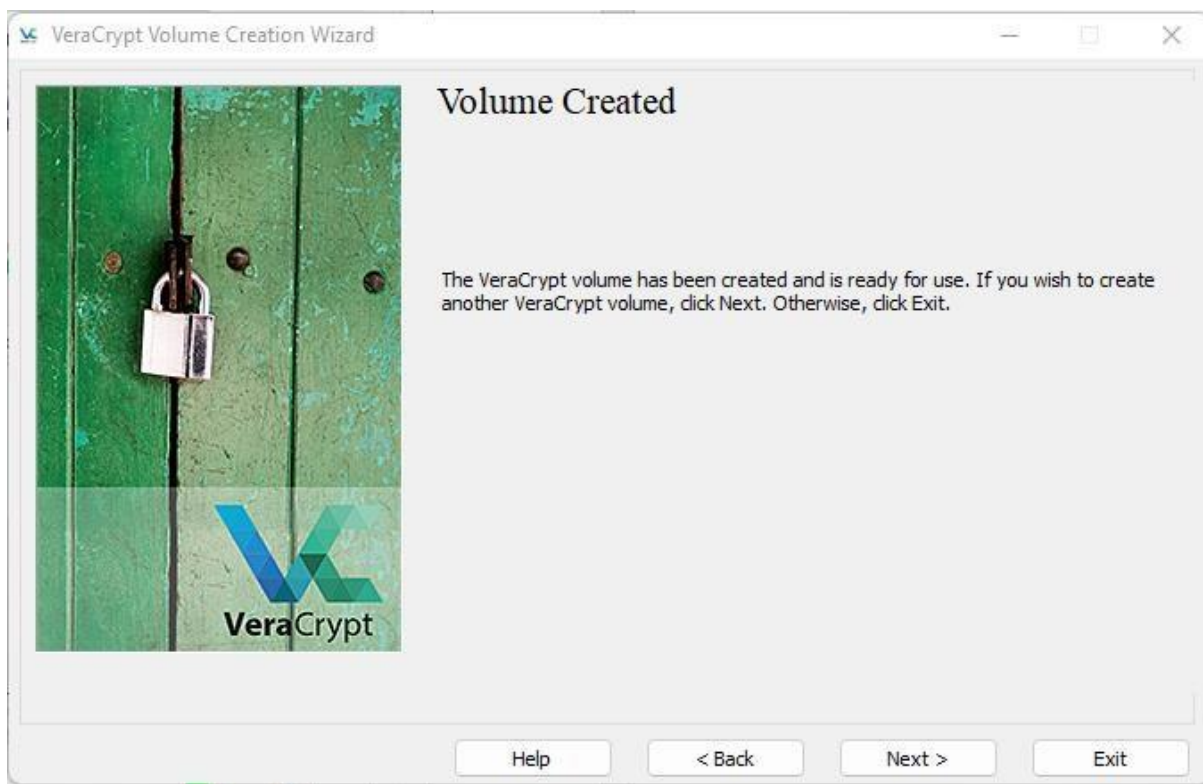 VeraCrypt Volume Creation Wizard
Volume Created
The VeraCrypt volume has been created and is ready for use. If you wish to create
another VeraCrypt volume, click Next. Otherwise, click Exit.
VeraCrypt
Help
< Back
Next >
Exit